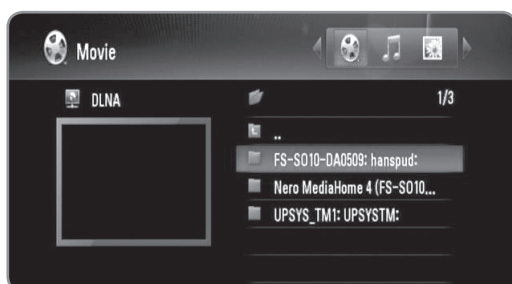 Movie
DLNA
1/3
..
FS-SO10-DA0509: hanspud:
Nero MediaHome 4 (FS-SO10...
UPSYS_TM1: UPSYSTM: